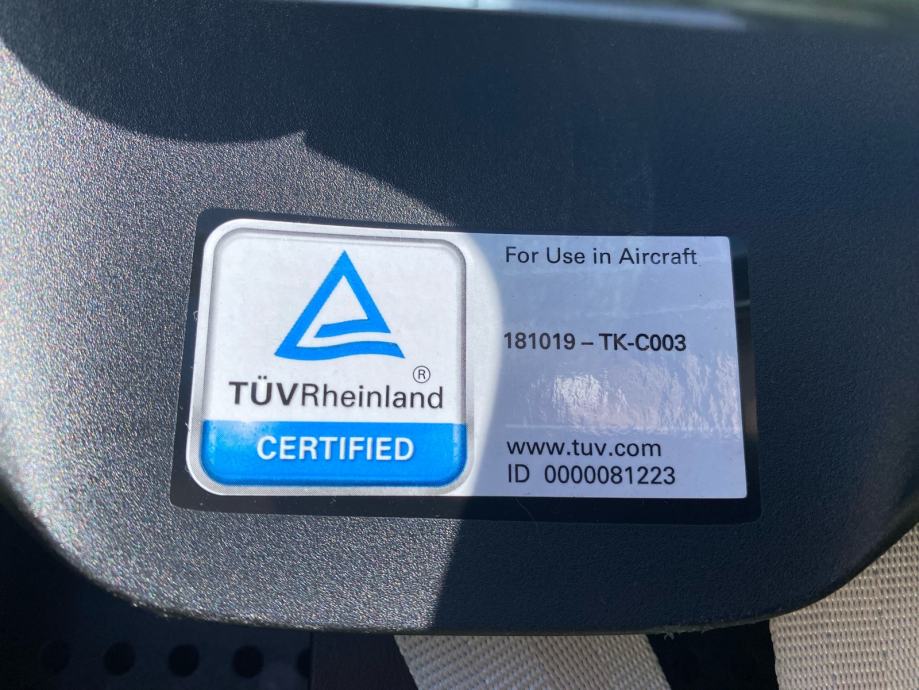 ®
TÜVRheinland
CERTIFIED
For Use in Aircraft
181019 – TK-C003
www.tuv.com
ID 0000081223